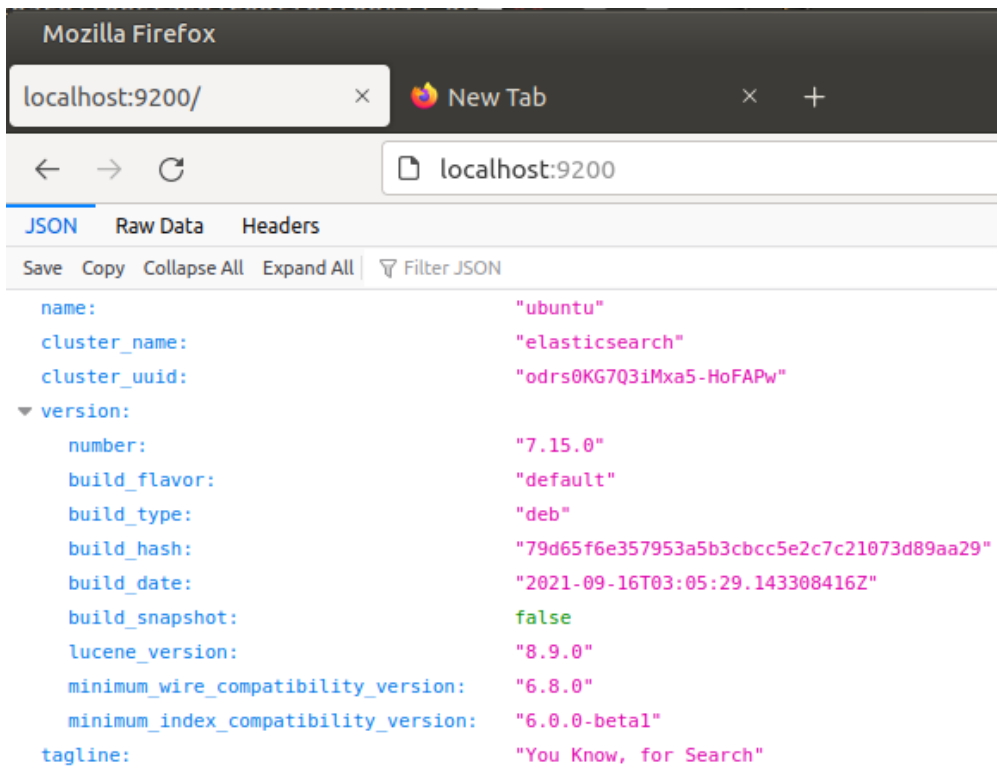 Mozilla Firefox
localhost:9200/ × New Tab × +
localhost:9200
JSON Raw Data Headers
Save Copy Collapse All Expand All Filter JSON
name: "ubuntu"
cluster_name: "elasticsearch"
cluster_uuid: "odrs0KG7Q3iMxa5-HoFAPw"
version:
number: "7.15.0"
build_flavor: "default"
build_type: "deb"
build_hash: "79d65f6e357953a5b3cbcc5e2c7c21073d89aa29"
build_date: "2021-09-16T03:05:29.143308416Z"
build_snapshot: false
lucene_version: "8.9.0"
minimum_wire_compatibility_version: "6.8.0"
minimum_index_compatibility_version: "6.0.0-beta1"
tagline: "You Know, for Search"